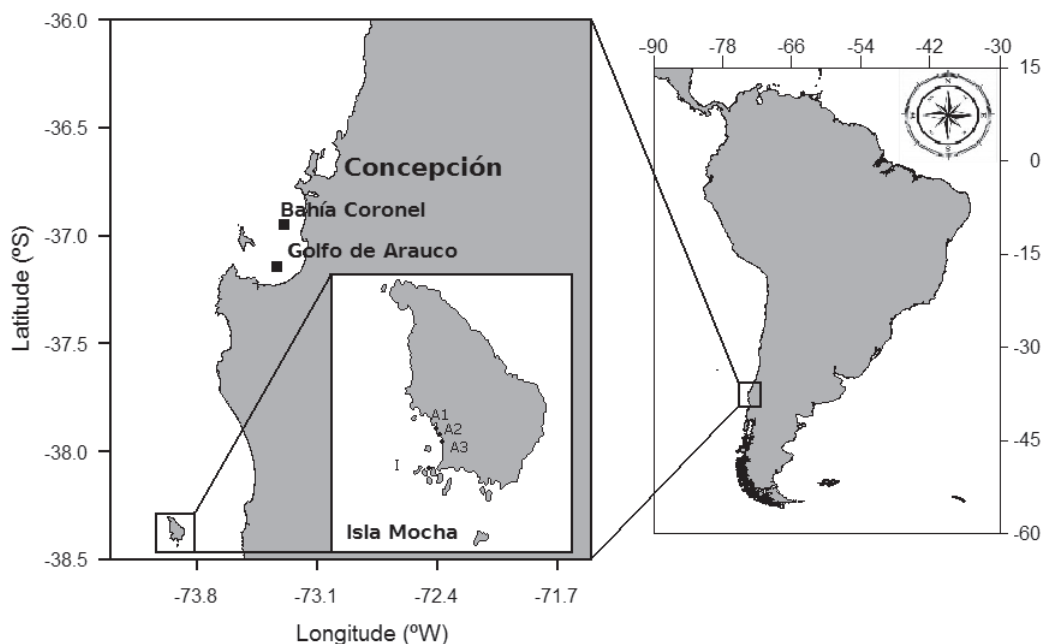 -36.0
-36.5
-37.0
-37.5
-38.0
-38.5
Latitude (ºS)
-73.8 -73.1 -72.4 -71.7
Longitude (ºW)
Concepción
Bahía Coronel
Golfo de Arauco
A1
A2
A3
I
Isla Mocha
-90 -78 -66 -54 -42 -30
15
0
-15
-30
-45
-60
N
S